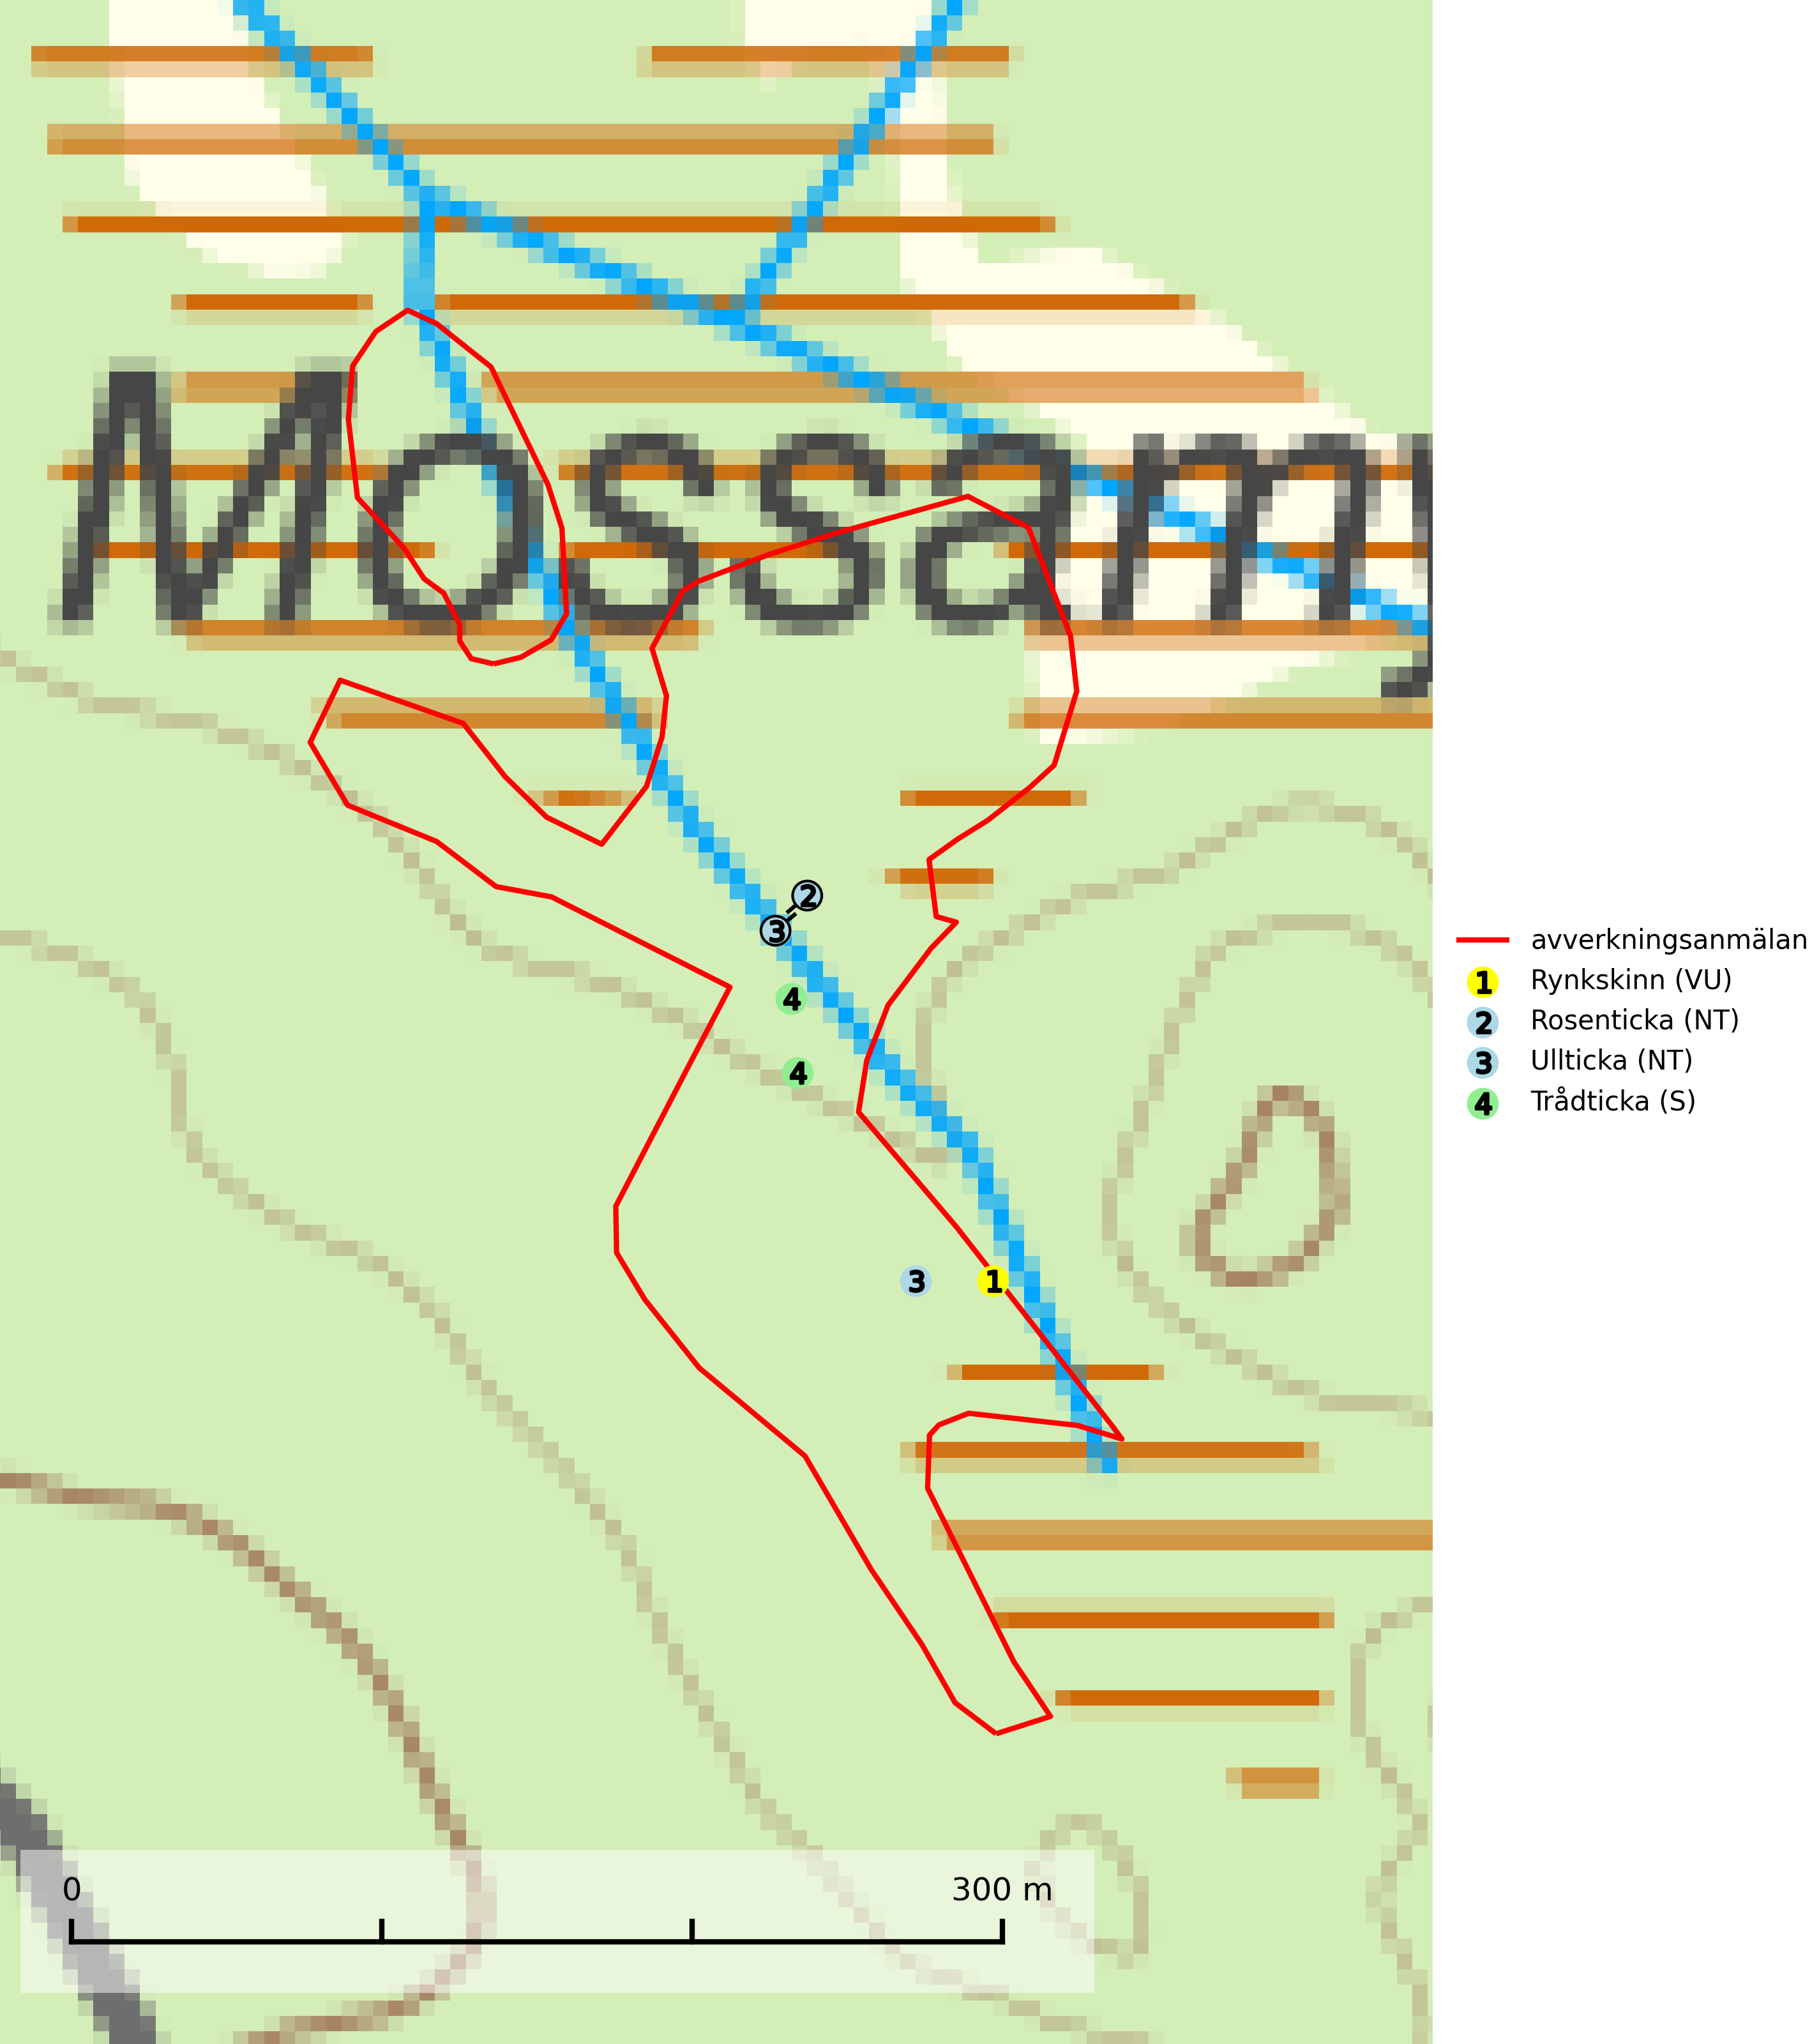 Mossam
2
3
4
4
3
1
avverkningsanmälan
1 Rynkskinn (VU)
2 Rosenticka (NT)
3 Ullticka (NT)
4 Trådticka (S)
0 300 m